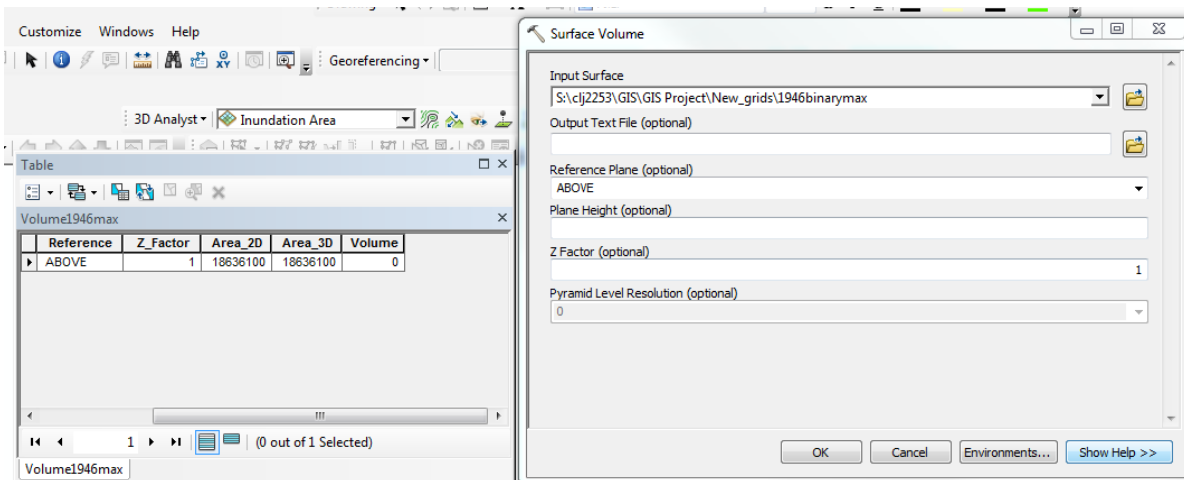 Customize Windows Help
Georeferencing
3D Analyst Inundation Area
Table
Volume1946max
Reference Z_Factor Area_2D Area_3D Volume
ABOVE 1 18636100 18636100 0
1 (0 out of 1 Selected)
Volume1946max
Surface Volume
Input Surface
S:\clj2253\GIS\GIS Project\New_grids\1946binarymax
Output Text File (optional)
Reference Plane (optional)
ABOVE
Plane Height (optional)
Z Factor (optional)
1
Pyramid Level Resolution (optional)
0
OK Cancel Environments... Show Help >>